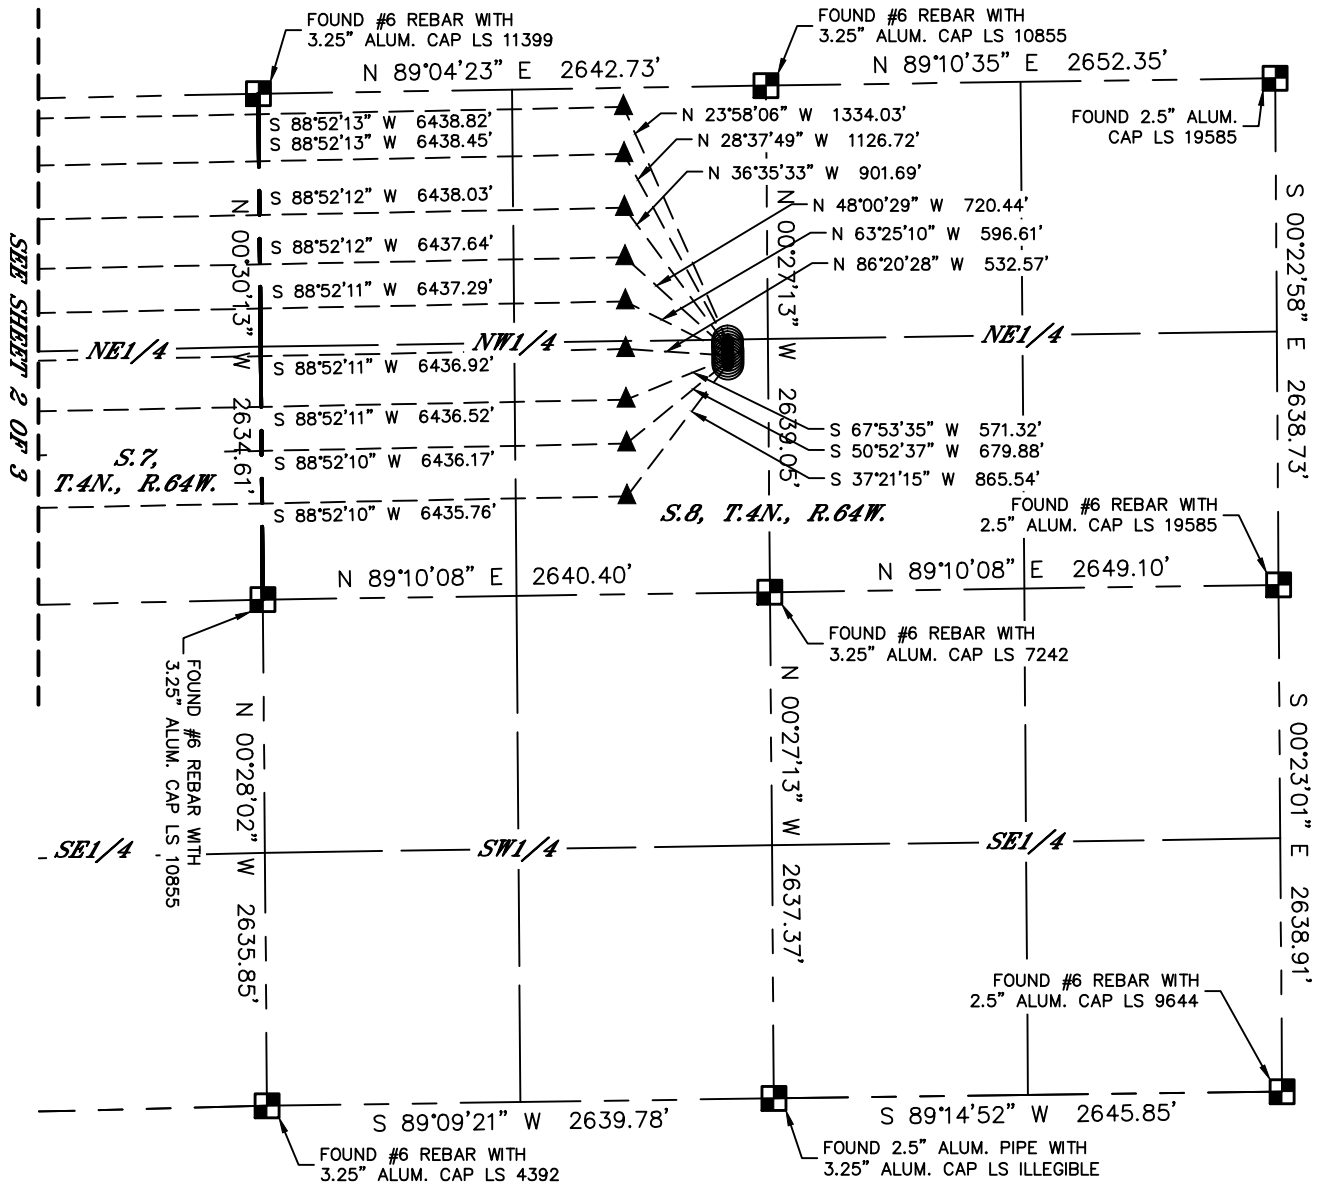 FOUND #6 REBAR WITH
3.25" ALUM. CAP LS 11399
FOUND #6 REBAR WITH
3.25" ALUM. CAP LS 10855
N 89°04'23" E 2642.73'
N 89°10'35" E 2652.35'
FOUND 2.5" ALUM.
CAP LS 19585
S 88°52'13" W 6438.82'
S 88°52'13" W 6438.45'
S 88°52'12" W 6438.03'
S 88°52'12" W 6437.64'
S 88°52'11" W 6437.29'
S 88°52'11" W 6436.92'
S 88°52'11" W 6436.52'
S 88°52'10" W 6436.17'
S 88°52'10" W 6435.76'
N 23°58'06" W 1334.03'
N 28°37'49" W 1126.72'
N 36°35'33" W 901.69'
N 48°00'29" W 720.44'
N 63°25'10" W 596.61'
N 86°20'28" W 532.57'
S 67°53'35" W 571.32'
S 50°52'37" W 679.88'
S 37°21'15" W 865.54'
N 00°30'13" W 2634.61'
N 00°27'13" W 2639.05'
S 00°22'58" E 2638.73'
SEE SHEET 2 OF 3
NE1/4
NW1/4
NE1/4
S.7,
T.4N., R.64W.
S.8, T.4N., R.64W.
FOUND #6 REBAR WITH
2.5" ALUM. CAP LS 19585
N 89°10'08" E 2640.40'
N 89°10'08" E 2649.10'
FOUND #6 REBAR WITH
3.25" ALUM. CAP LS 7242
FOUND #6 REBAR WITH
3.25" ALUM. CAP LS 10855
N 00°28'02" W 2635.85'
N 00°27'13" W 2637.37'
S 00°23'01" E 2638.91'
SE1/4
SW1/4
SE1/4
FOUND #6 REBAR WITH
2.5" ALUM. CAP LS 9644
S 89°09'21" W 2639.78'
S 89°14'52" W 2645.85'
FOUND #6 REBAR WITH
3.25" ALUM. CAP LS 4392
FOUND 2.5" ALUM. PIPE WITH
3.25" ALUM. CAP LS ILLEGIBLE